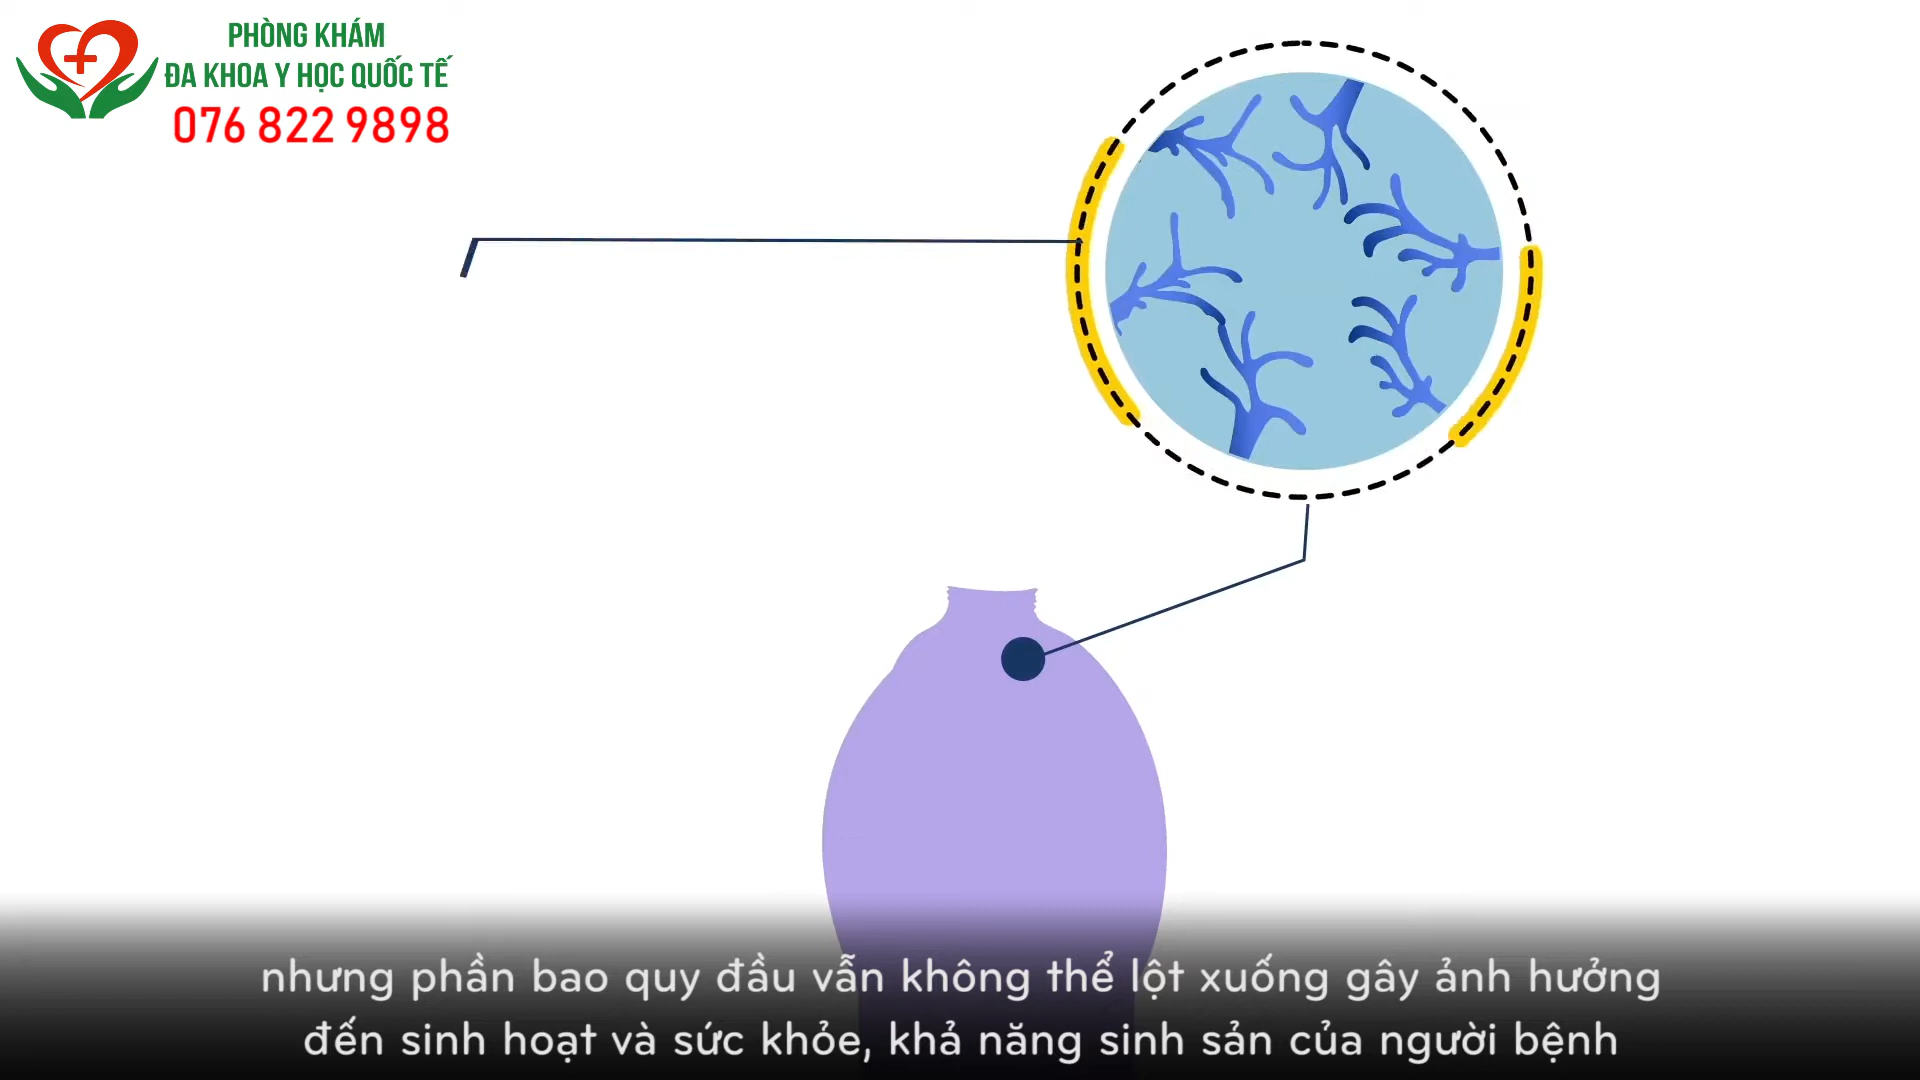 PHÒNG KHÁM
ĐA KHOA Y HỌC QUỐC TẾ
076 822 9898
nhưng phần bao quy đầu vẫn không thể lột xuống gây ảnh hưởng
đến sinh hoạt và sức khỏe, khả năng sinh sản của người bệnh